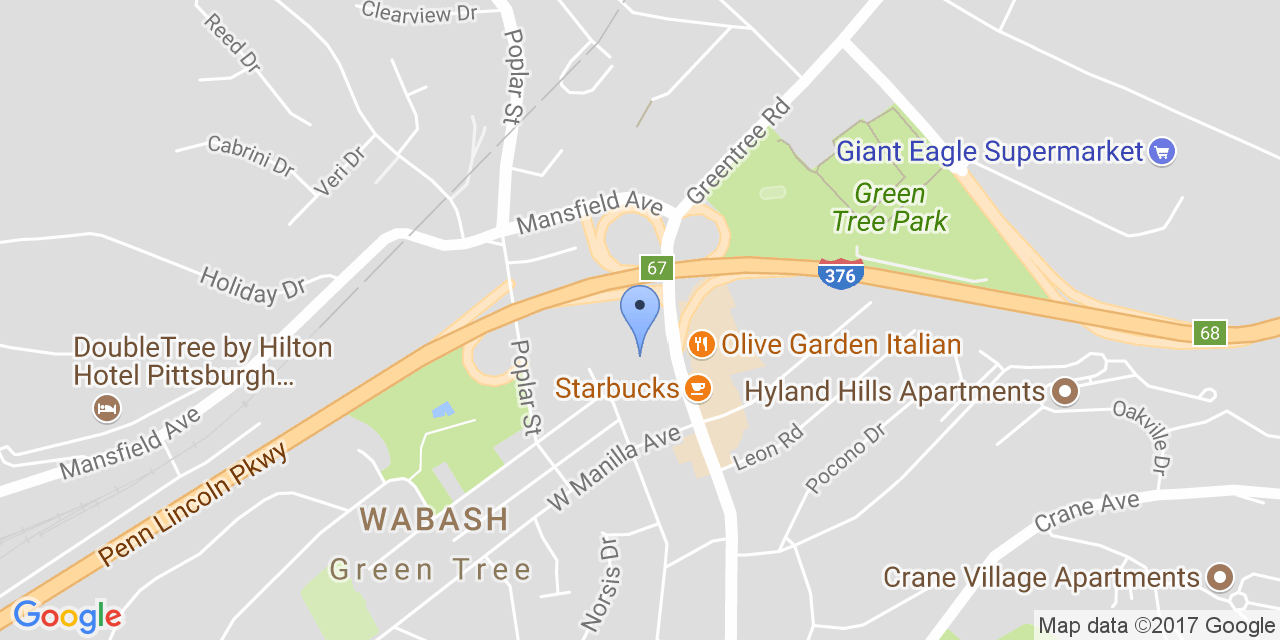 Clearview Dr
Reed Dr
Poplar St
Greentree Rd
Cabrini Dr
Veri Dr
Giant Eagle Supermarket
Green
Tree Park
Mansfield Ave
67
376
Holiday Dr
68
DoubleTree by Hilton
Hotel Pittsburgh...
Olive Garden Italian
Poplar St
Starbucks
Hyland Hills Apartments
Mansfield Ave
Oakville Dr
W Manilla Ave
Leon Rd
Pocono Dr
Penn Lincoln Pkwy
WABASH
Crane Ave
Green Tree
Norsis Dr
Crane Village Apartments
Google
Map data ©2017 Google